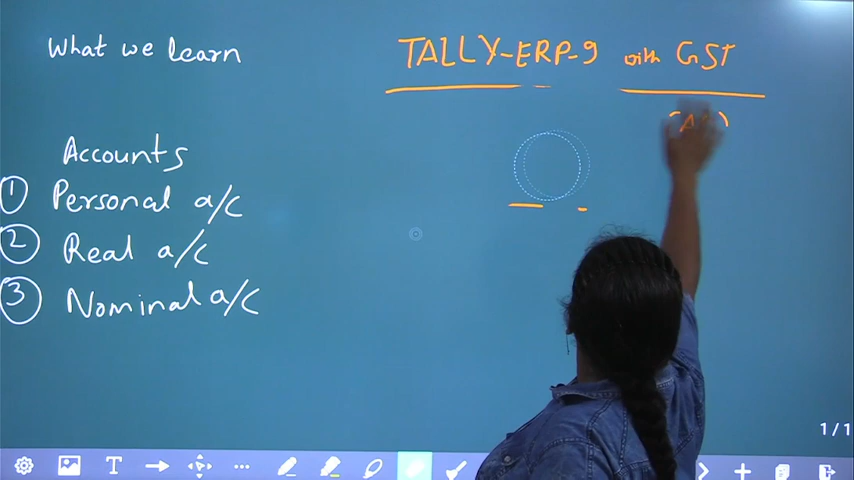 What we learn
TALLY-ERP-9 with GST
Accounts
1 Personal a/c
2 Real a/c
3 Nominal a/c
1/1
T